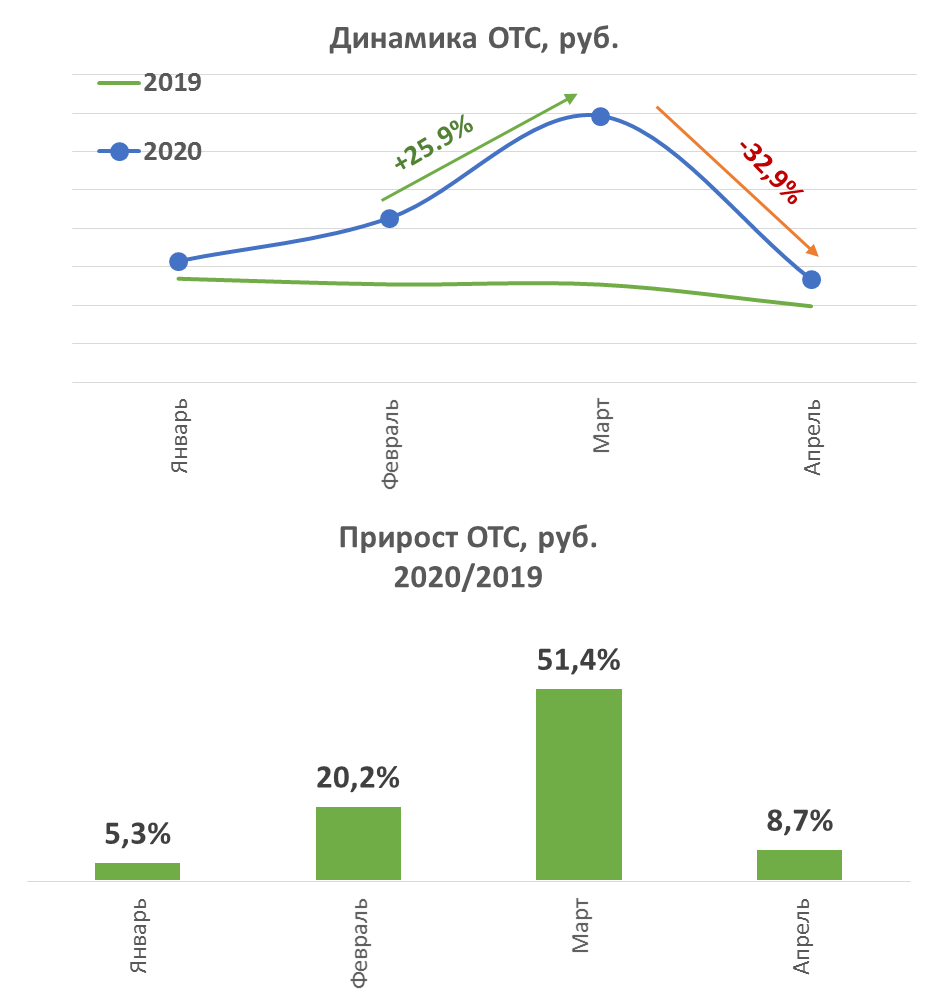 Динамика ОТС, руб.
2019
2020
+25.9%
-32,9%
Январь
Февраль
Март
Апрель
Прирост ОТС, руб.
2020/2019
5,3%
20,2%
51,4%
8,7%
Январь
Февраль
Март
Апрель